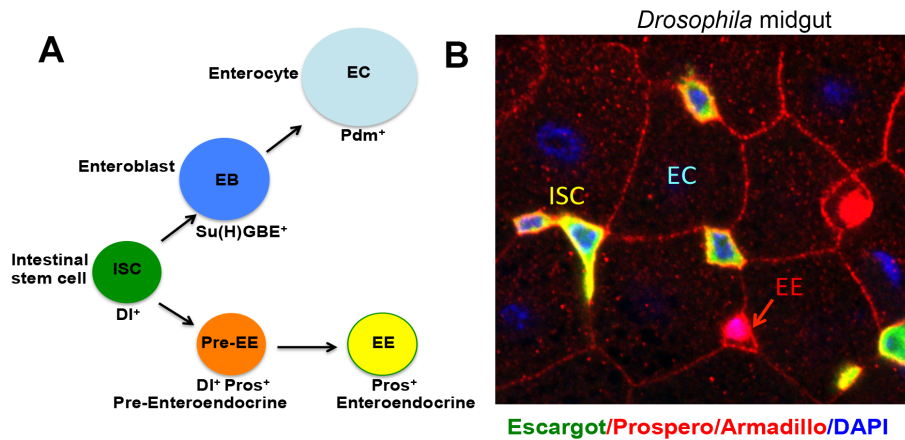 A
Enterocyte
EC
Pdm⁺
Enteroblast
EB
Su(H)GBE⁺
Intestinal
stem cell
ISC
Dl⁺
Pre-EE
Dl⁺ Pros⁺
Pre-Enteroendocrine
EE
Pros⁺
Enteroendocrine
B
Drosophila midgut
EC
ISC
EE
Escargot/Prospero/Armadillo/DAPI